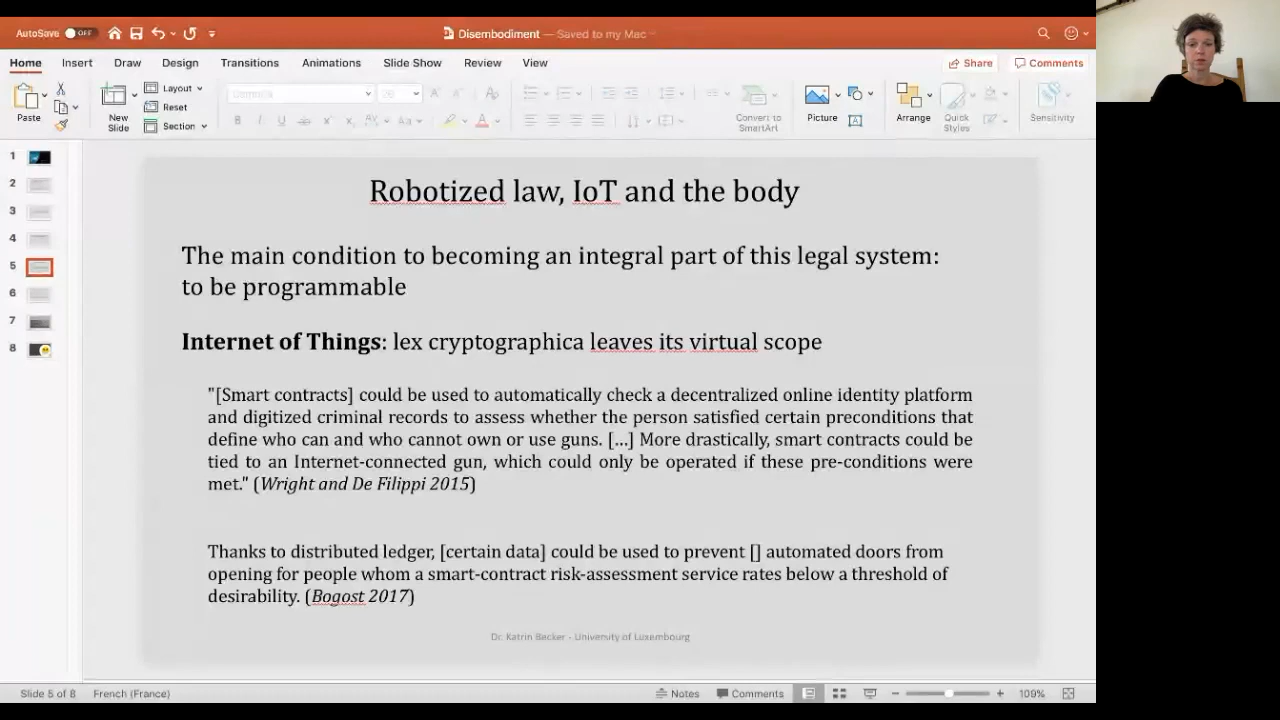 AutoSave OFF Disembodiment — Saved to my Mac
Home Insert Draw Design Transitions Animations Slide Show Review View Share Comments
Paste New Slide Layout Reset Section Convert to SmartArt Picture Arrange Quick Styles Sensitivity
1
2
3
4
5
6
7
8
Robotized law, IoT and the body
The main condition to becoming an integral part of this legal system:
to be programmable
Internet of Things: lex cryptographica leaves its virtual scope
"[Smart contracts] could be used to automatically check a decentralized online identity platform
and digitized criminal records to assess whether the person satisfied certain preconditions that
define who can and who cannot own or use guns. [...] More drastically, smart contracts could be
tied to an Internet-connected gun, which could only be operated if these pre-conditions were
met." (Wright and De Filippi 2015)
Thanks to distributed ledger, [certain data] could be used to prevent [] automated doors from
opening for people whom a smart-contract risk-assessment service rates below a threshold of
desirability. (Bogost 2017)
Dr. Katrin Becker - University of Luxembourg
Slide 5 of 8 French (France) Notes Comments 109%